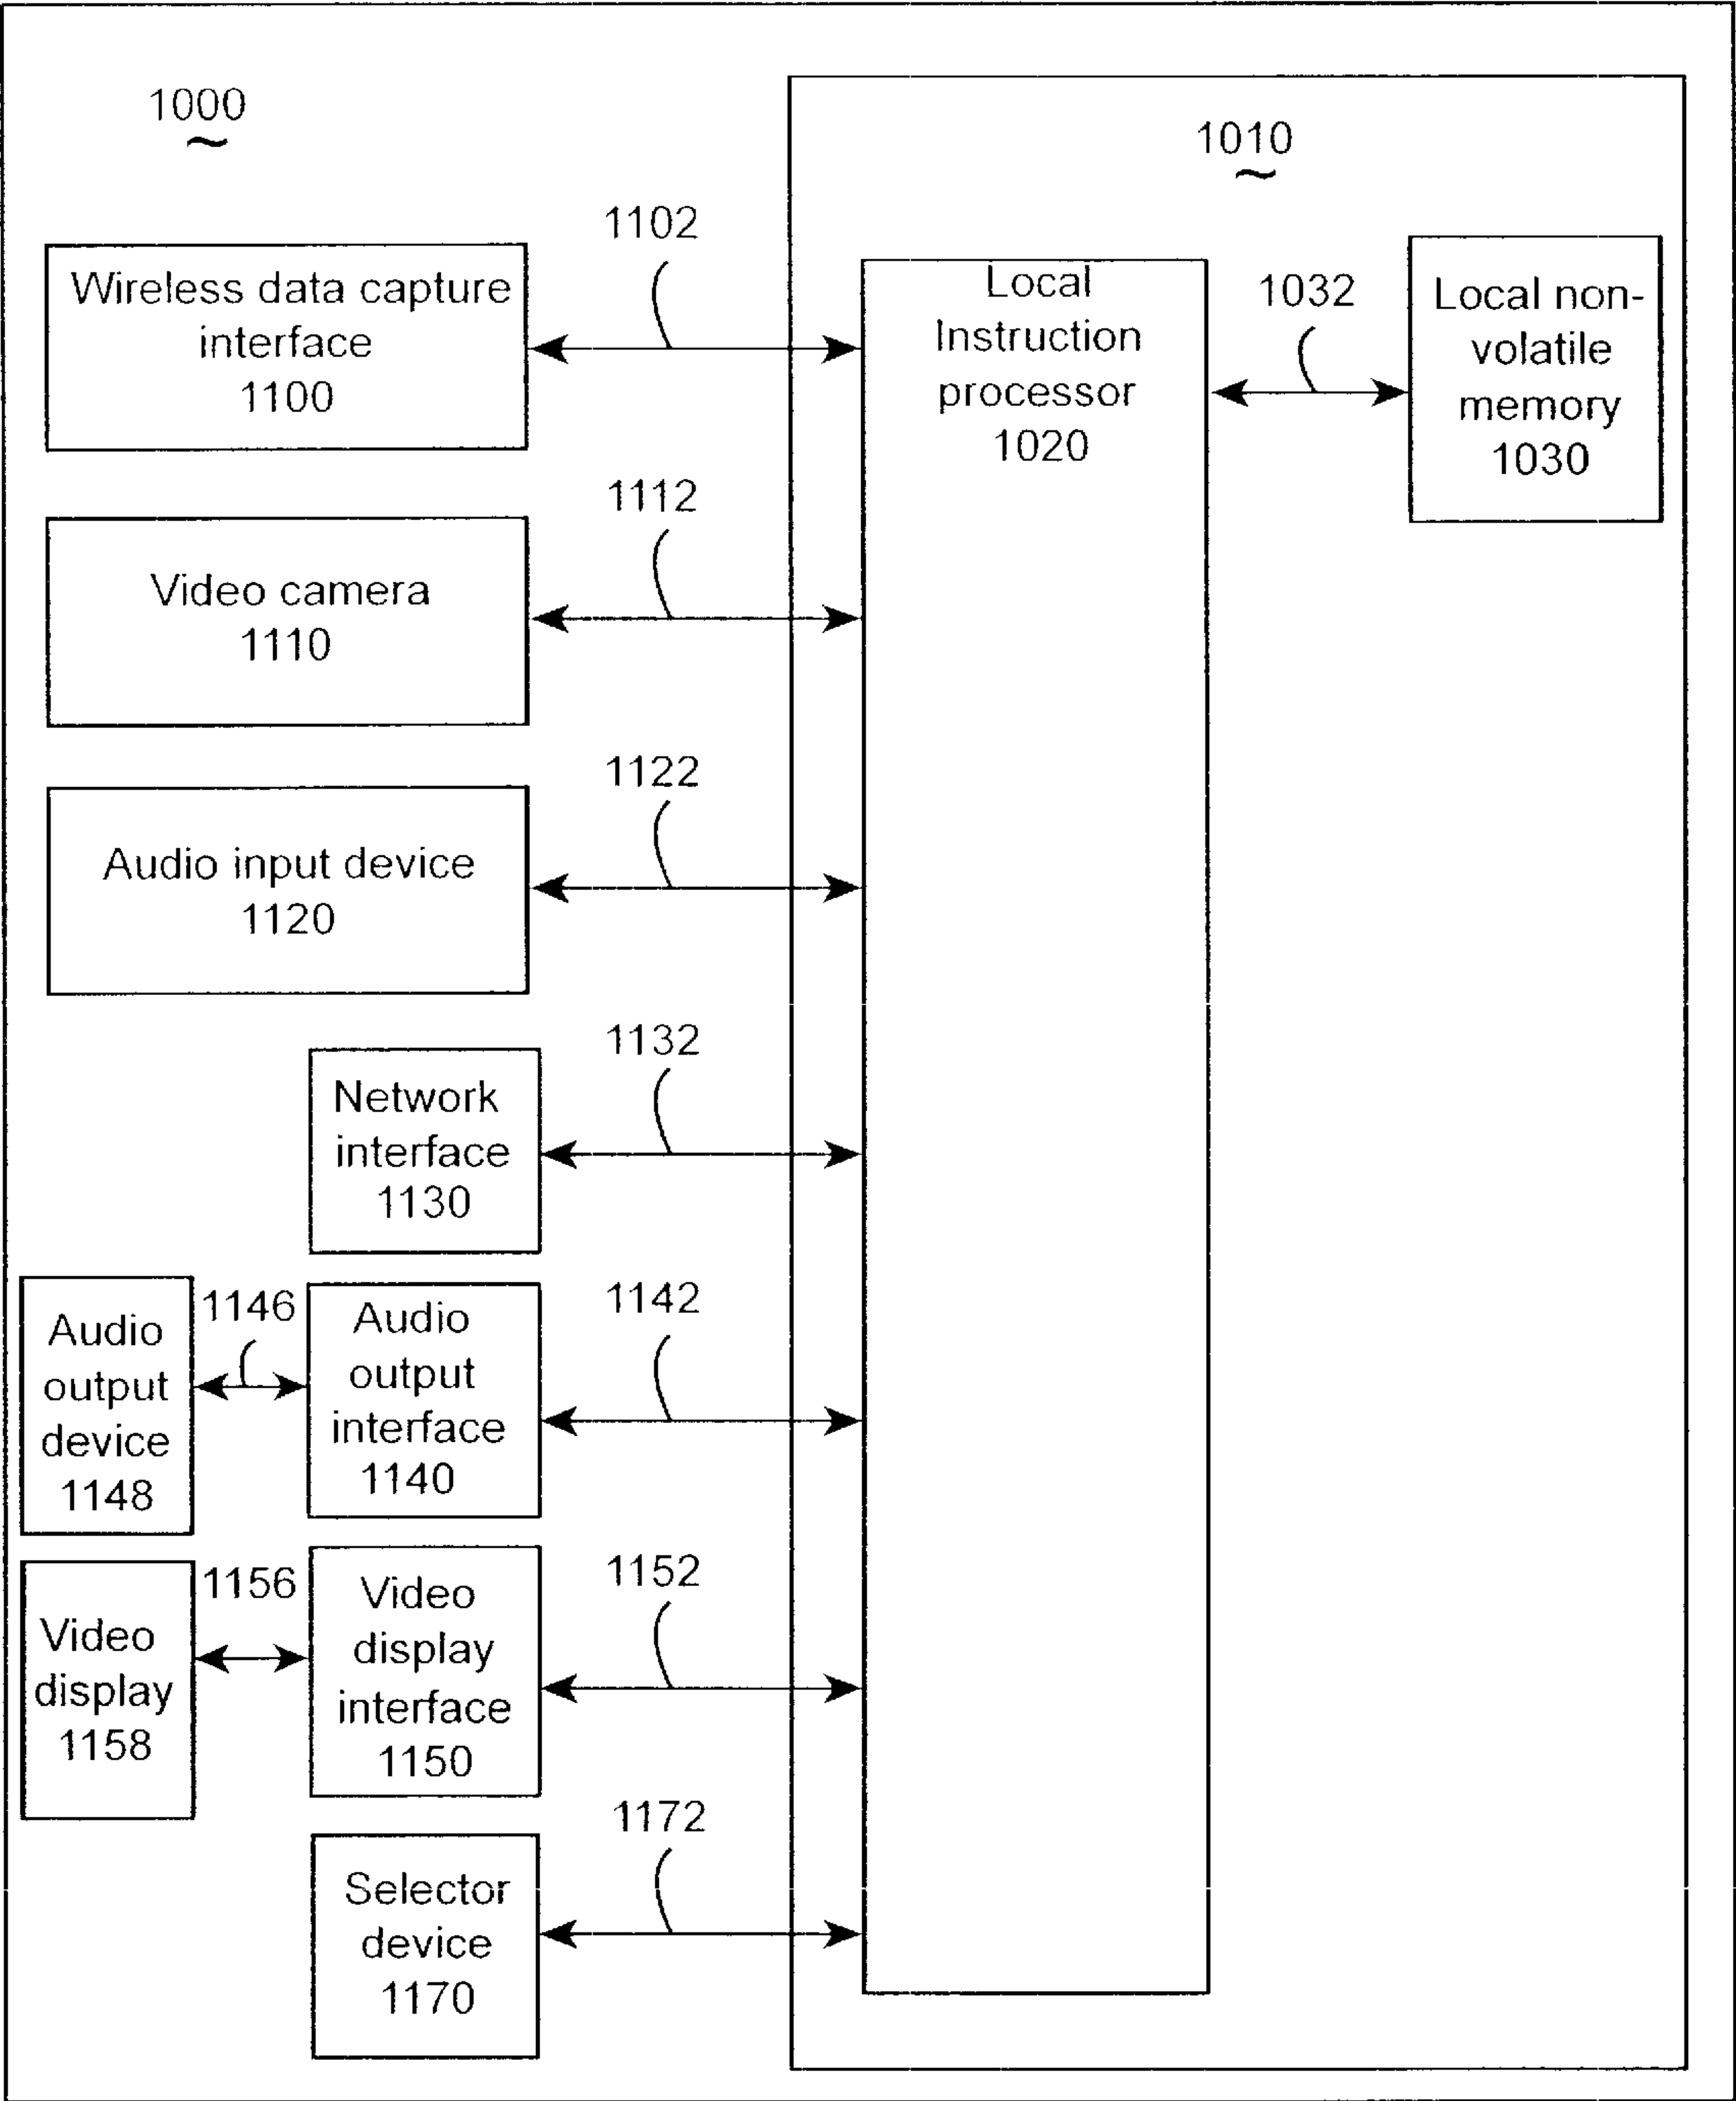 1000
1010
1102
Wireless data capture
interface
1100
Local
Instruction
processor
1020
1032
Local non-
volatile
memory
1030
1112
Video camera
1110
1122
Audio input device
1120
1132
Network
interface
1130
1142
Audio
output
device
1148
1146
Audio
output
interface
1140
1152
Video
display
1158
1156
Video
display
interface
1150
1172
Selector
device
1170